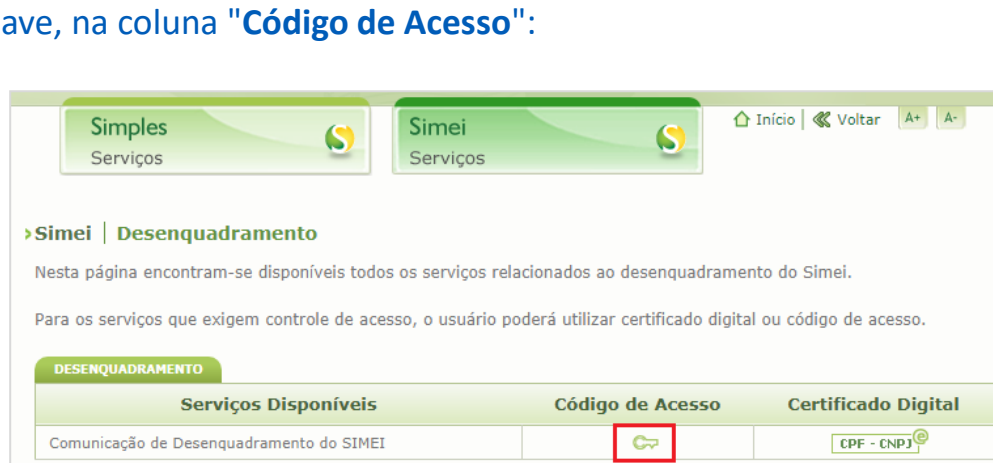 ave, na coluna "Código de Acesso":
Simples
Serviços
Simei
Serviços
Início | Voltar A+ A-
Simei | Desenquadramento
Nesta página encontram-se disponíveis todos os serviços relacionados ao desenquadramento do Simei.
Para os serviços que exigem controle de acesso, o usuário poderá utilizar certificado digital ou código de acesso.
DESENQUADRAMENTO
Serviços Disponíveis Código de Acesso Certificado Digital
Comunicação de Desenquadramento do SIMEI CPF - CNPJ e